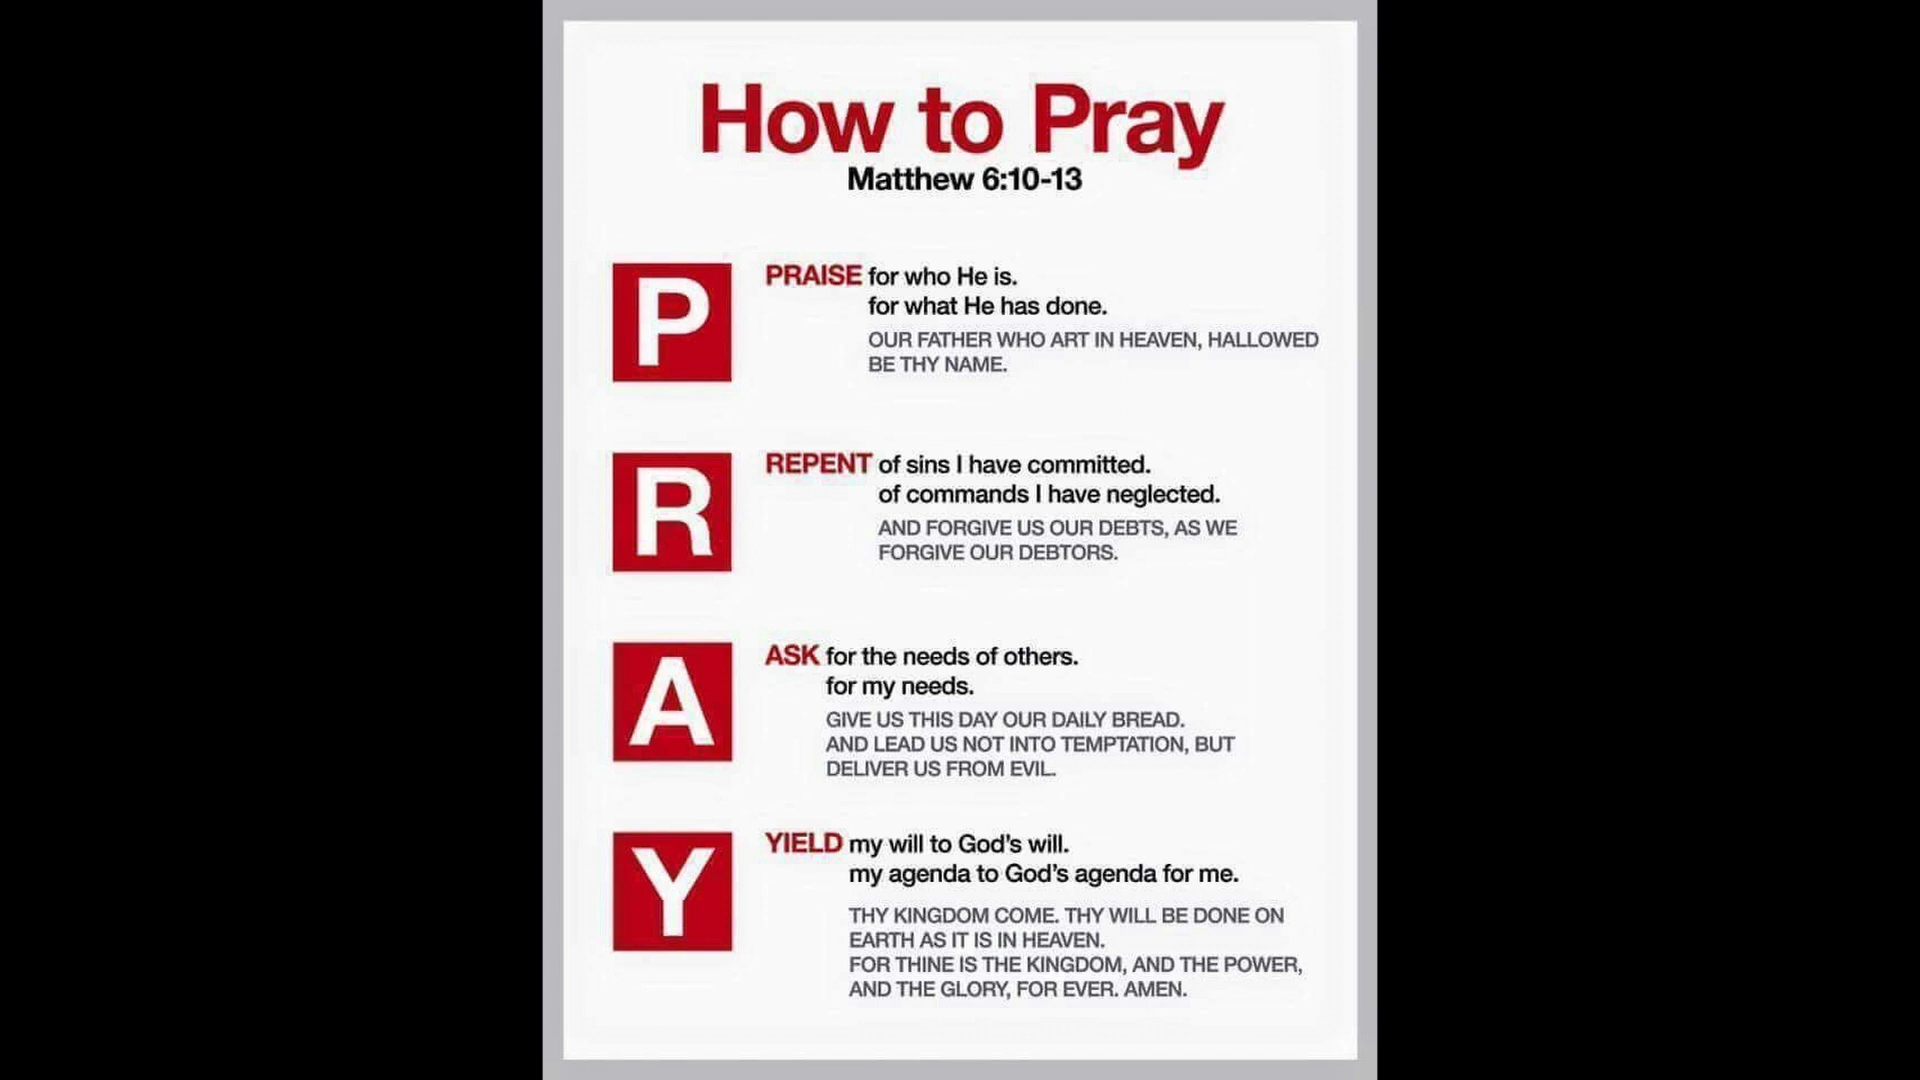 How to Pray
Matthew 6:10-13
P
PRAISE for who He is.
for what He has done.
OUR FATHER WHO ART IN HEAVEN, HALLOWED
BE THY NAME.
R
REPENT of sins I have committed.
of commands I have neglected.
AND FORGIVE US OUR DEBTS, AS WE
FORGIVE OUR DEBTORS.
A
ASK for the needs of others.
for my needs.
GIVE US THIS DAY OUR DAILY BREAD.
AND LEAD US NOT INTO TEMPTATION, BUT
DELIVER US FROM EVIL.
Y
YIELD my will to God's will.
my agenda to God's agenda for me.
THY KINGDOM COME. THY WILL BE DONE ON
EARTH AS IT IS IN HEAVEN.
FOR THINE IS THE KINGDOM, AND THE POWER,
AND THE GLORY, FOR EVER. AMEN.